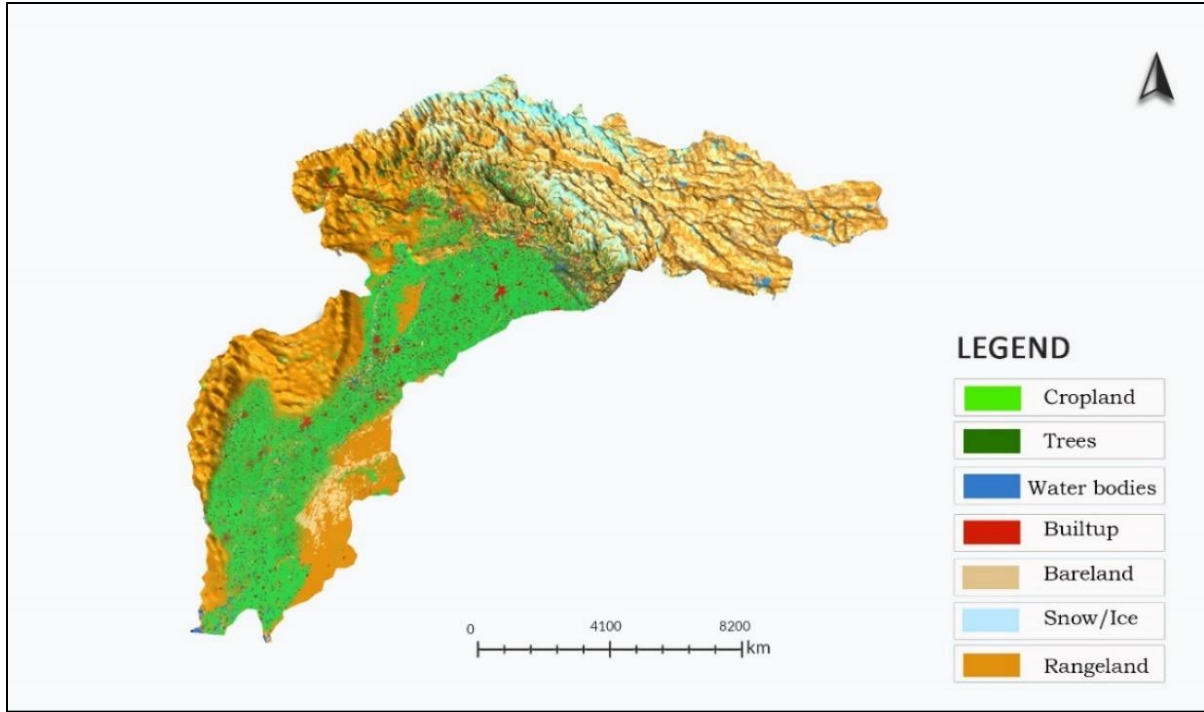 LEGEND
Cropland
Trees
Water bodies
Builtup
Bareland
Snow/Ice
Rangeland
0 4100 8200
km